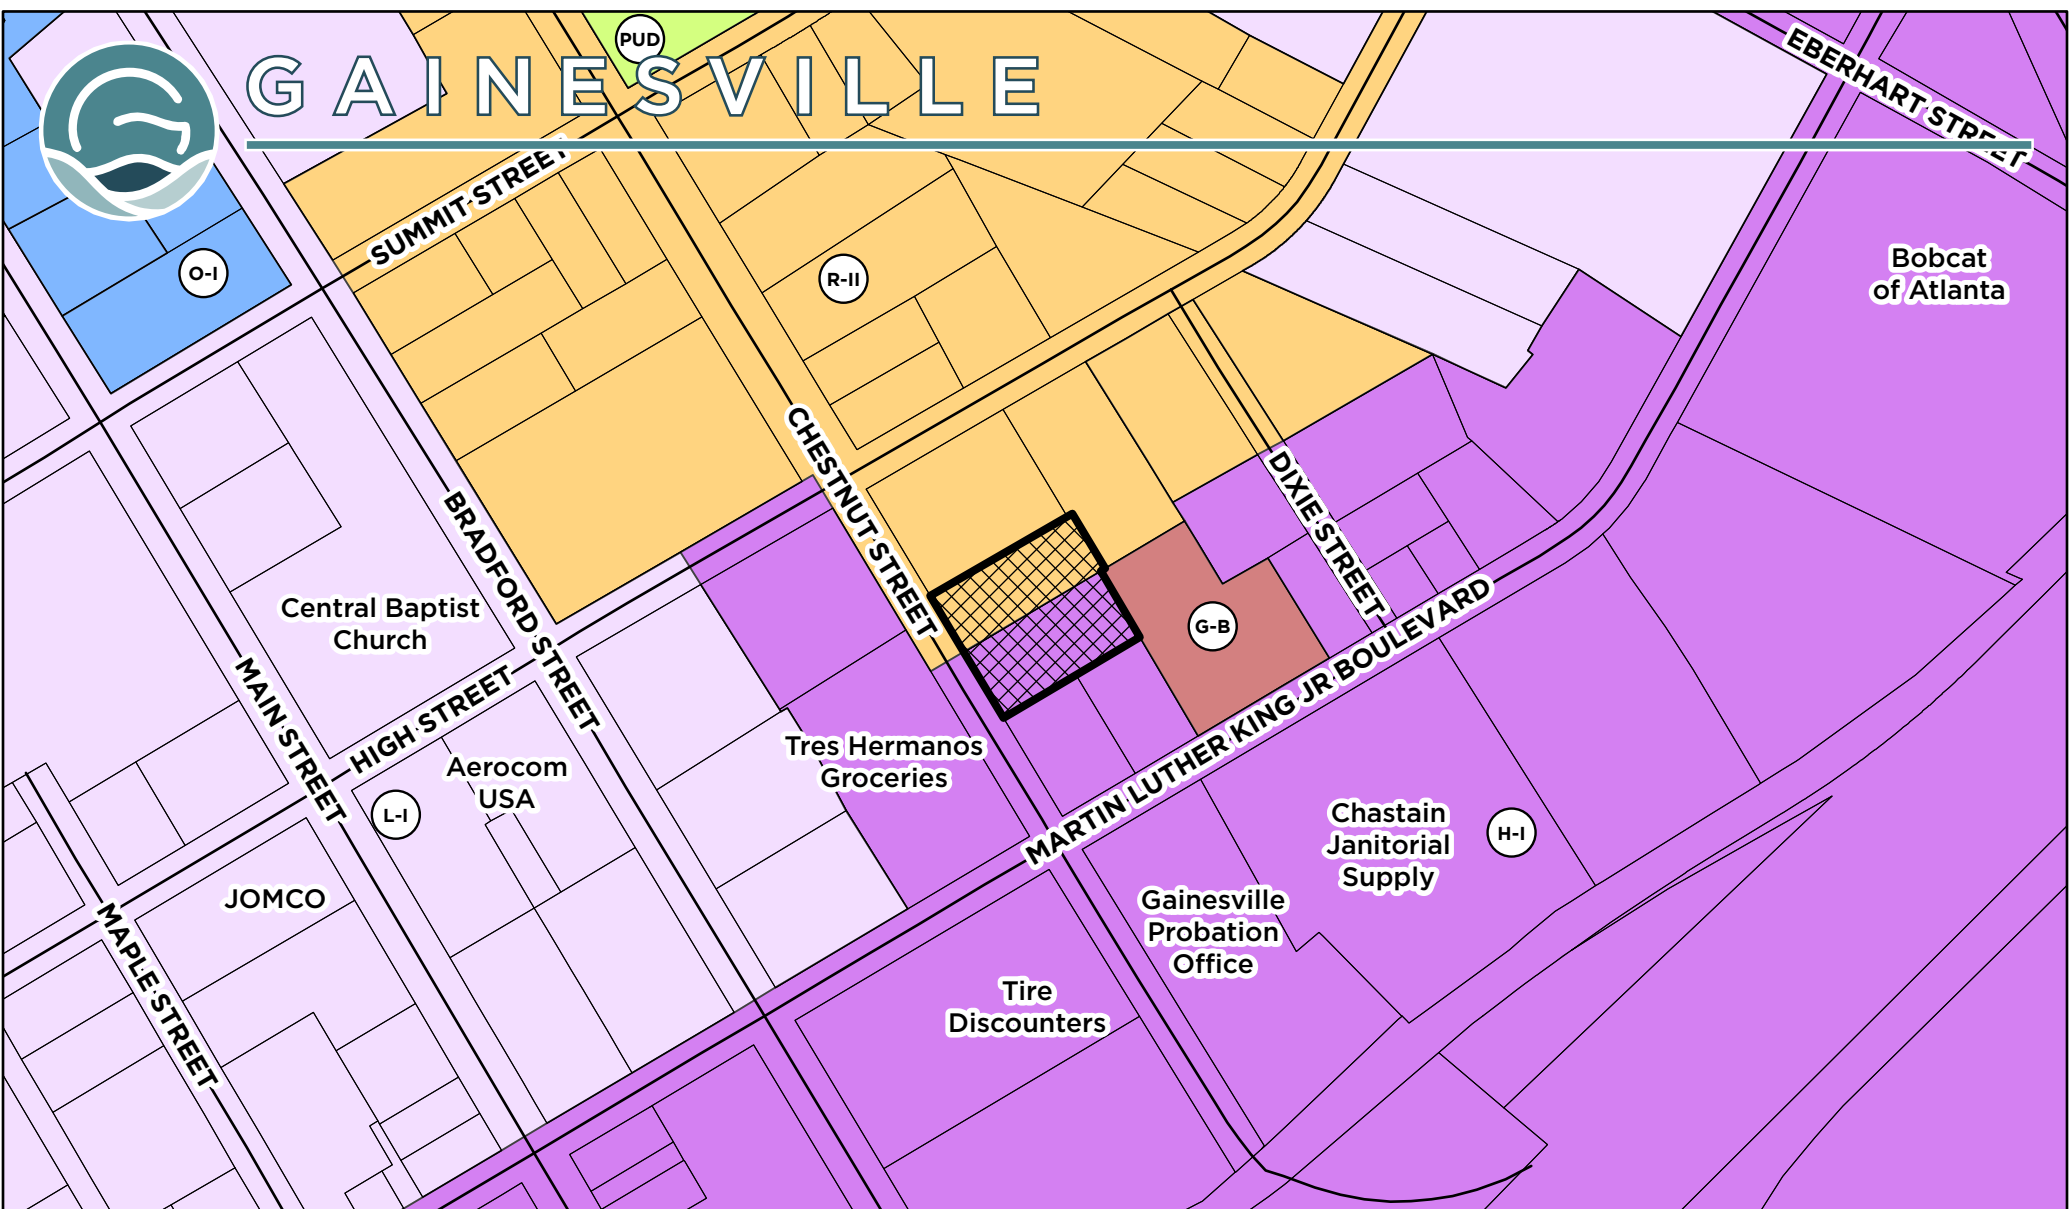 PUD
GAINESVILLE
EBERHART STREET
SUMMIT STREET
O-I
R-II
Bobcat
of Atlanta
CHESTNUT STREET
DIXIE STREET
BRADFORD STREET
Central Baptist
Church
G-B
MAIN STREET
HIGH STREET
MARTIN LUTHER KING JR BOULEVARD
Tres Hermanos
Groceries
Aerocom
USA
L-I
Chastain
Janitorial
Supply
H-I
JOMCO
MAPLE STREET
Gainesville
Probation
Office
Tire
Discounters